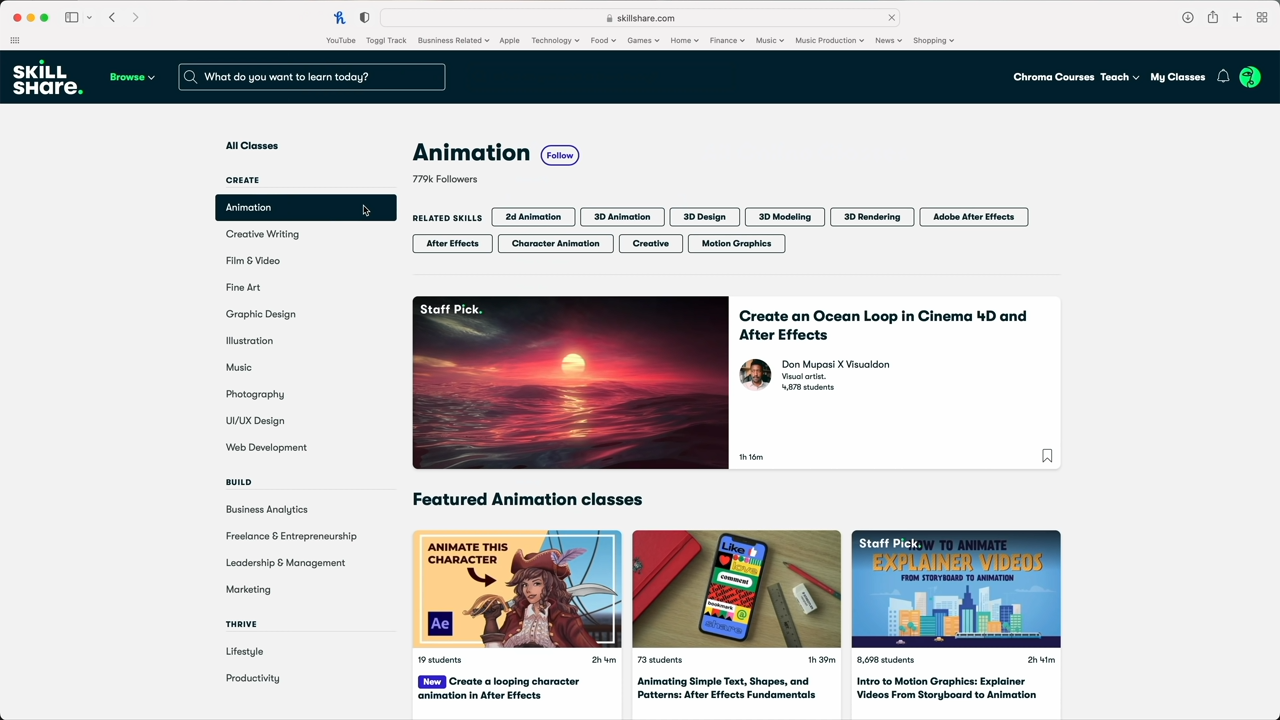 skillshare.com
YouTube Toggl Track Busniness Related Apple Technology Food Games Home Finance Music Music Production News Shopping
SKILL
SHare.
Browse
What do you want to learn today?
Chroma Courses Teach My Classes
All Classes
CREATE
Animation
Creative Writing
Film & Video
Fine Art
Graphic Design
Illustration
Music
Photography
UI/UX Design
Web Development
BUILD
Business Analytics
Freelance & Entrepreneurship
Leadership & Management
Marketing
THRIVE
Lifestyle
Productivity
Animation Follow
779k Followers
RELATED SKILLS 2d Animation 3D Animation 3D Design 3D Modeling 3D Rendering Adobe After Effects
After Effects Character Animation Creative Motion Graphics
Staff Pick.
Create an Ocean Loop in Cinema 4D and
After Effects
Don Mupasi X Visualdon
Visual artist.
4,878 students
1h 16m
Featured Animation classes
ANIMATE THIS
CHARACTER
Ae
19 students 2h 4m
New Create a looping character
animation in After Effects
Like
love
comment
bookmark
share
73 students 1h 39m
Animating Simple Text, Shapes, and
Patterns: After Effects Fundamentals
Staff Pick.
HOW TO ANIMATE
EXPLAINER VIDEOS
FROM STORYBOARD TO ANIMATION
8,698 students 2h 41m
Intro to Motion Graphics: Explainer
Videos From Storyboard to Animation